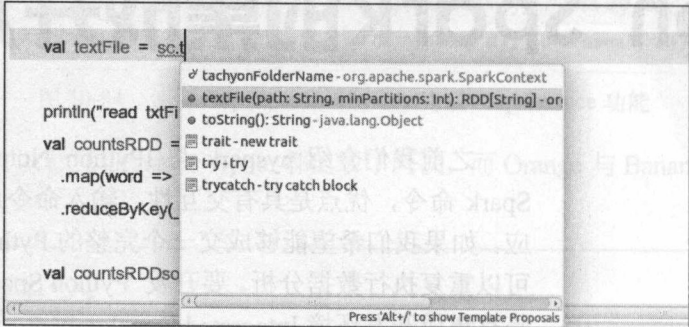 val textFile = sc.t
tachyonFolderName - org.apache.spark.SparkContext
textFile(path: String, minPartitions: Int): RDD[String] - or
toString(): String - java.lang.Object
trait - new trait
try - try
trycatch - try catch block
println("read txtFi
val countsRDD =
.map(word =>
.reduceByKey(_
val countsRDDso
Press 'Alt+/' to show Template Proposals